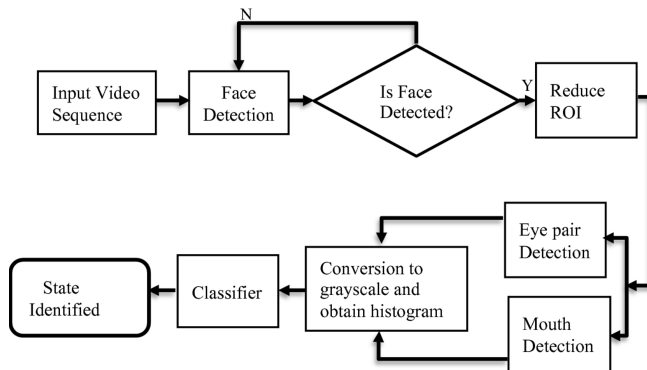 N
Input Video
Sequence
Face
Detection
Is Face
Detected?
Y
Reduce
ROI
Eye pair
Detection
Mouth
Detection
Conversion to
grayscale and
obtain histogram
Classifier
State
Identified